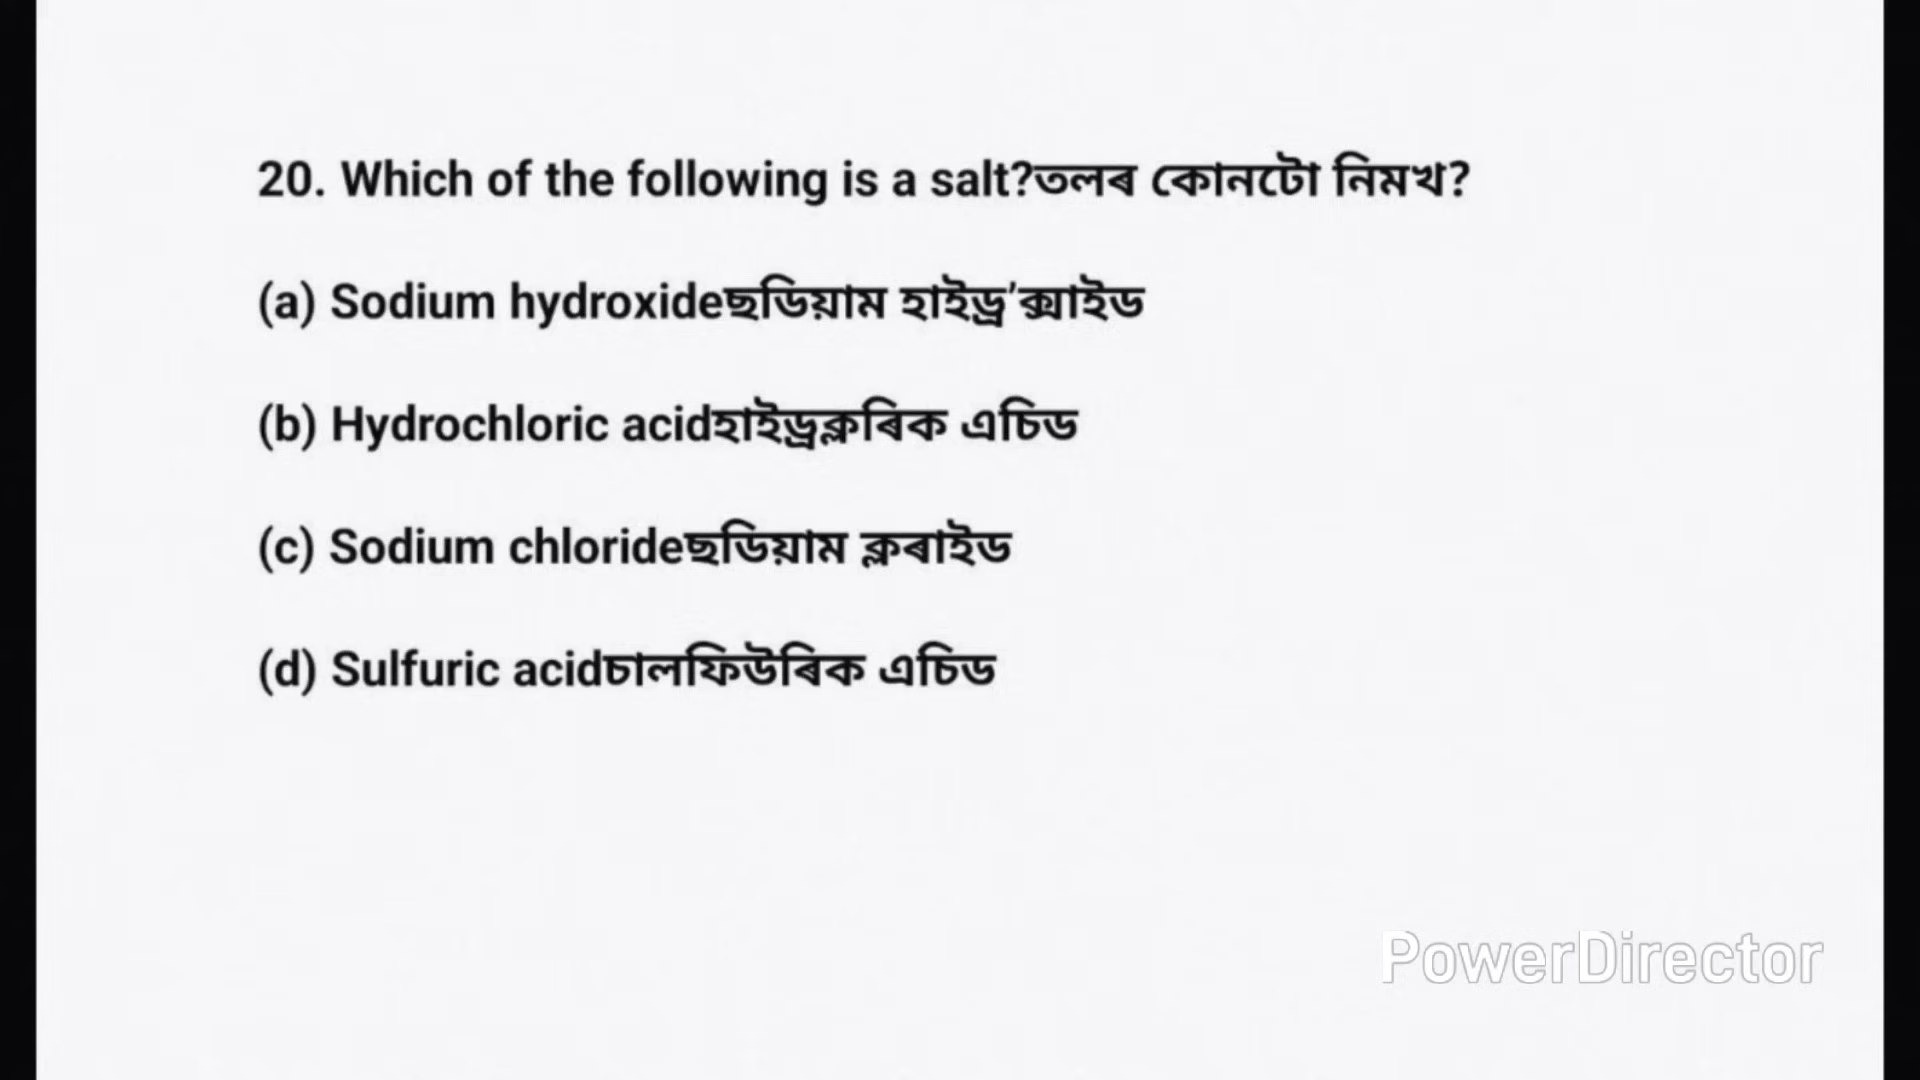 20. Which of the following is a salt?তলৰ কোনটো নিমখ?
(a) Sodium hydroxideছডিয়াম হাইড্ৰ'ক্সাইড
(b) Hydrochloric acidহাইড্ৰক্লৰিক এচিড
(c) Sodium chlorideছডিয়াম ক্লৰাইড
(d) Sulfuric acidচালফিউৰিক এচিড
PowerDirector